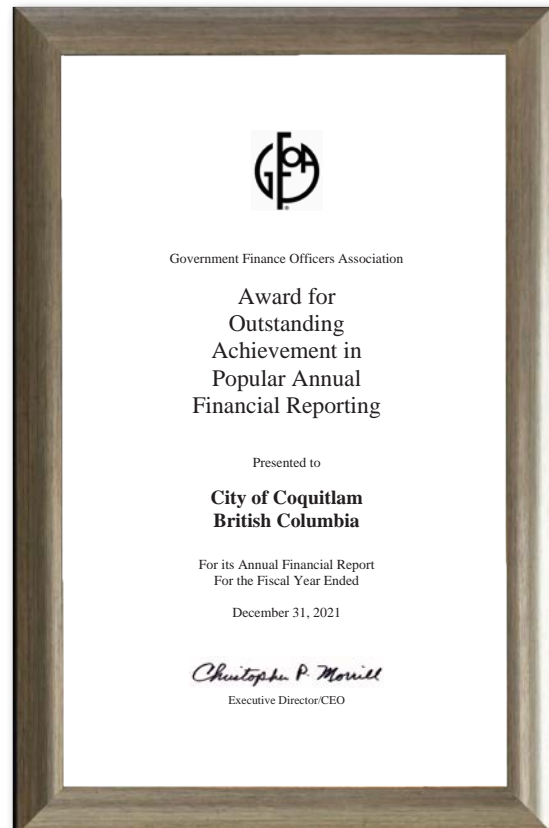 GFOA
Government Finance Officers Association
Award for
Outstanding
Achievement in
Popular Annual
Financial Reporting
Presented to
City of Coquitlam
British Columbia
For its Annual Financial Report
For the Fiscal Year Ended
December 31, 2021
Christopher P. Morrill
Executive Director/CEO